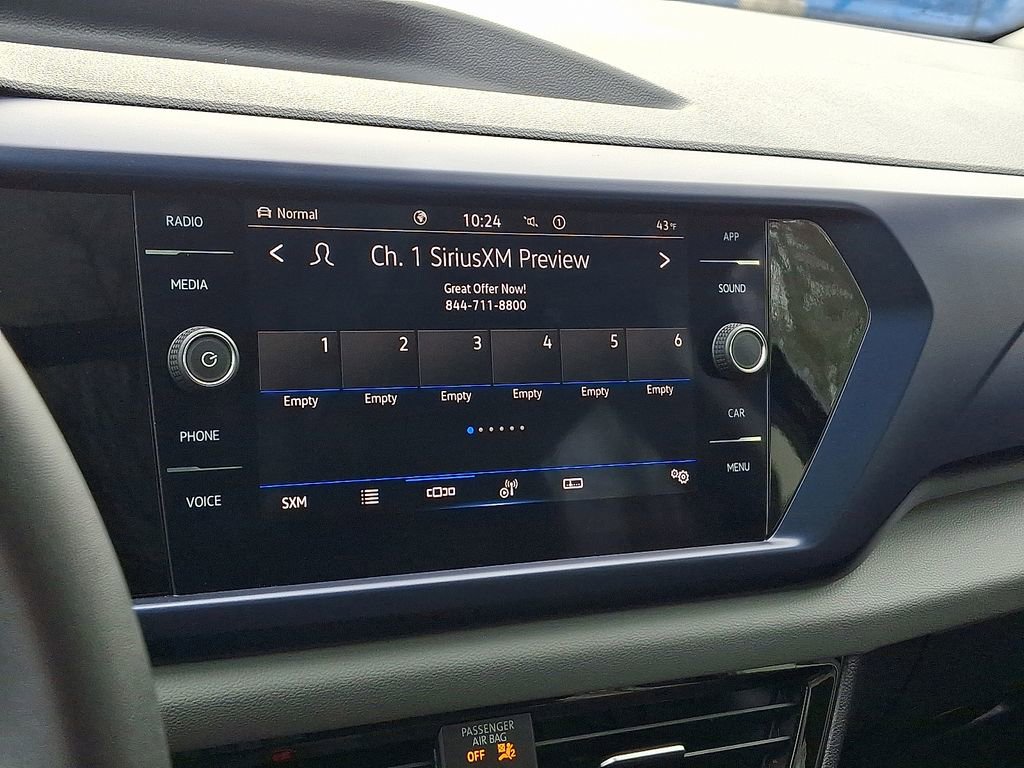 RADIO
MEDIA
PHONE
VOICE
Normal
10:24
1
43°F
Ch. 1 SiriusXM Preview
Great Offer Now!
844-711-8800
1 2 3 4 5 6
Empty Empty Empty Empty Empty Empty
SXM
APP
SOUND
CAR
MENU
PASSENGER
AIR BAG
OFF 2